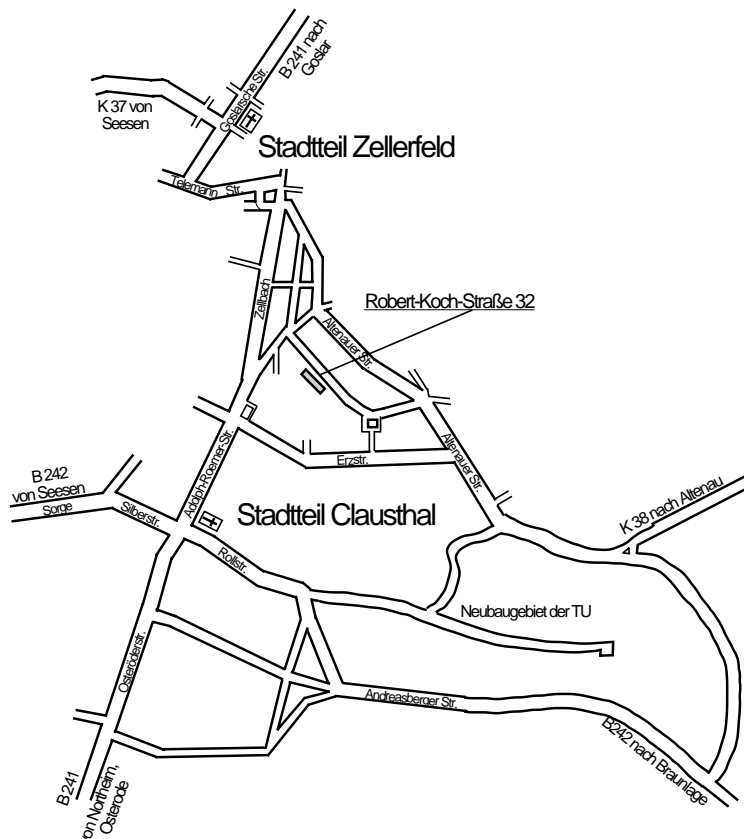 B 241 nach
Goslar
Goslarsche Str.
K 37 von
Seesen
Stadtteil Zellerfeld
Telemann Str.
Zellbach
Robert-Koch-Straße 32
Altenauer Str.
Altenauer Str.
Erzstr.
Adolph-Roemer-Str.
B 242
von Seesen
Sorge
Silberstr.
Stadtteil Clausthal
K 38 nach Altenau
Rollstr.
Neubaugebiet der TU
Osteröderstr.
Andreasberger Str.
B242 nach Braunlage
B 241
von Northeim,
Osterode